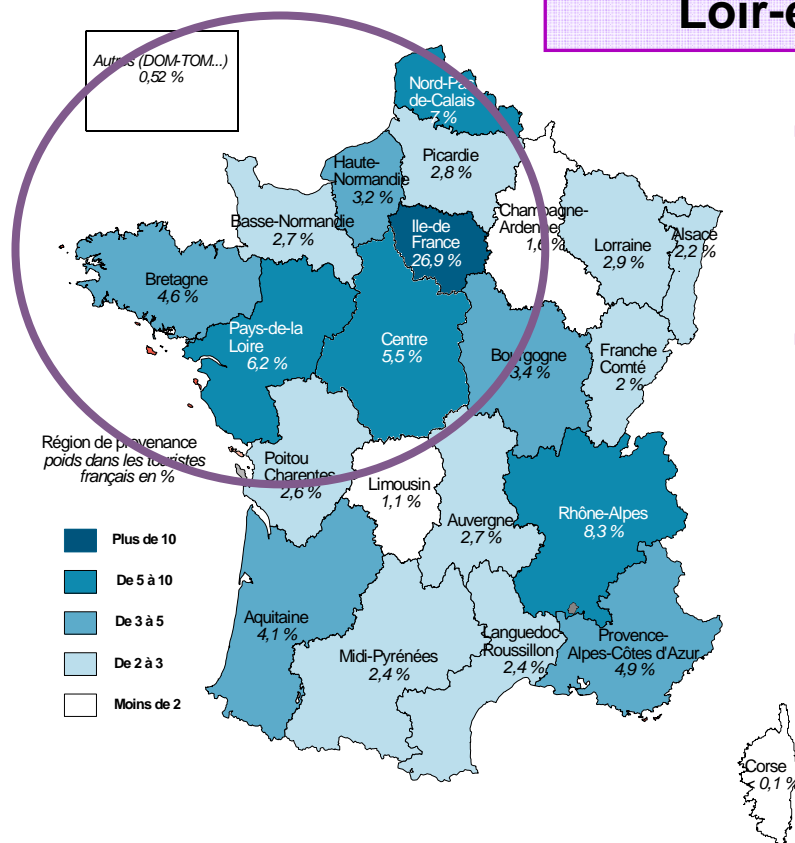 Loir-e
Autres (DOM-TOM...)
0,52 %
Nord-Pas
de-Calais
7 %
Picardie
2,8 %
Haute-
Normandie
3,2 %
Basse-Normandie
2,7 %
Ile-de
France
26,9 %
Champagne-
Ardenne
1,6 %
Lorraine
2,9 %
Alsace
2,2 %
Bretagne
4,6 %
Pays-de-la
Loire
6,2 %
Centre
5,5 %
Bourgogne
3,4 %
Franche
Comté
2 %
Région de provenance
poids dans les touristes
français en %
Poitou
Charentes
2,6 %
Limousin
1,1 %
Auvergne
2,7 %
Rhône-Alpes
8,3 %
Plus de 10
De 5 à 10
De 3 à 5
De 2 à 3
Moins de 2
Aquitaine
4,1 %
Midi-Pyrénées
2,4 %
Languedoc-
Roussillon
2,4 %
Provence-
Alpes-Côtes d'Azur
4,9 %
Corse
< 0,1 %